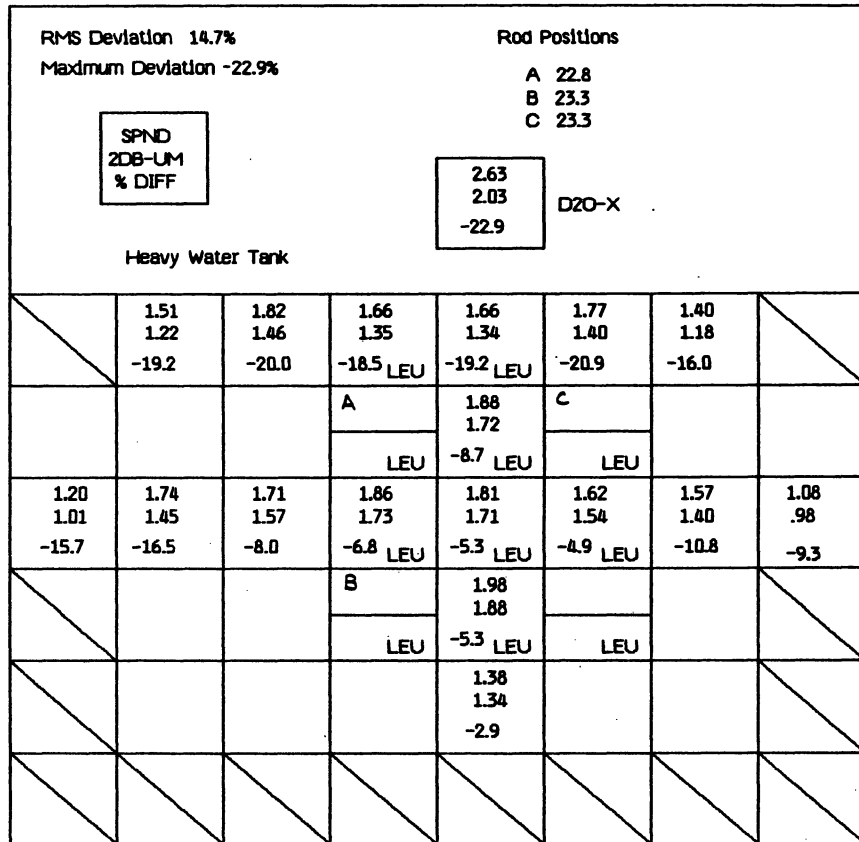 RMS Deviation 14.7%
Maximum Deviation -22.9%
Rod Positions
A 22.8
B 23.3
C 23.3
SPND
2DB-UM
% DIFF
2.63
2.03
-22.9
D2O-X
Heavy Water Tank
1.51 1.82 1.66 1.66 1.77 1.40
1.22 1.46 1.35 1.34 1.40 1.18
-19.2 -20.0 -18.5 LEU -19.2 LEU -20.9 -16.0
A 1.88 C
1.72
LEU -8.7 LEU LEU
1.20 1.74 1.71 1.86 1.81 1.62 1.57 1.08
1.01 1.45 1.57 1.73 1.71 1.54 1.40 .98
-15.7 -16.5 -8.0 -6.8 LEU -5.3 LEU -4.9 LEU -10.8 -9.3
B 1.98
1.88
LEU -5.3 LEU LEU
1.38
1.34
-2.9